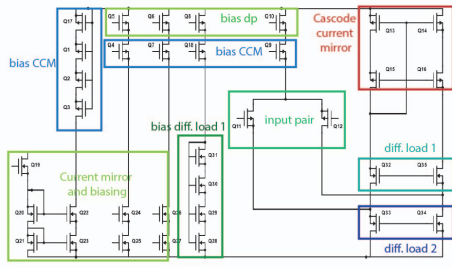 bias dp
Cascode
current
mirror
Q17
Q5
Q6
Q8
Q10
Q13
Q14
Q1
Q4
Q7
Q18
Q9
bias CCM
bias CCM
Q2
Q15
Q16
Q3
input pair
bias diff. load 1
Q11
Q12
Q31
diff. load 1
Q19
Current mirror
and biasing
Q30
Q32
Q35
Q20
Q22
Q24
Q26
Q29
Q33
Q34
Q21
Q23
Q25
Q27
Q28
diff. load 2